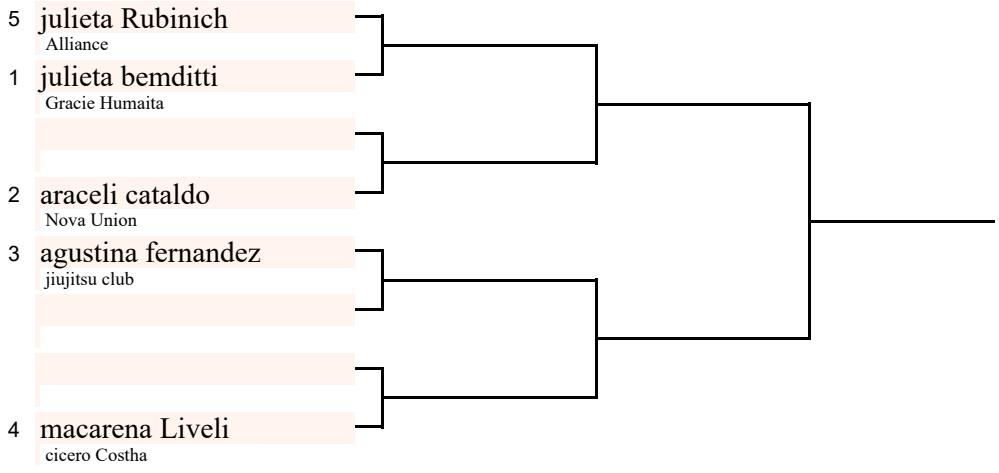 5 julieta Rubinich
Alliance
1 julieta bemditti
Gracie Humaita
2 araceli cataldo
Nova Union
3 agustina fernandez
jiujitsu club
4 macarena Liveli
cicero Costha